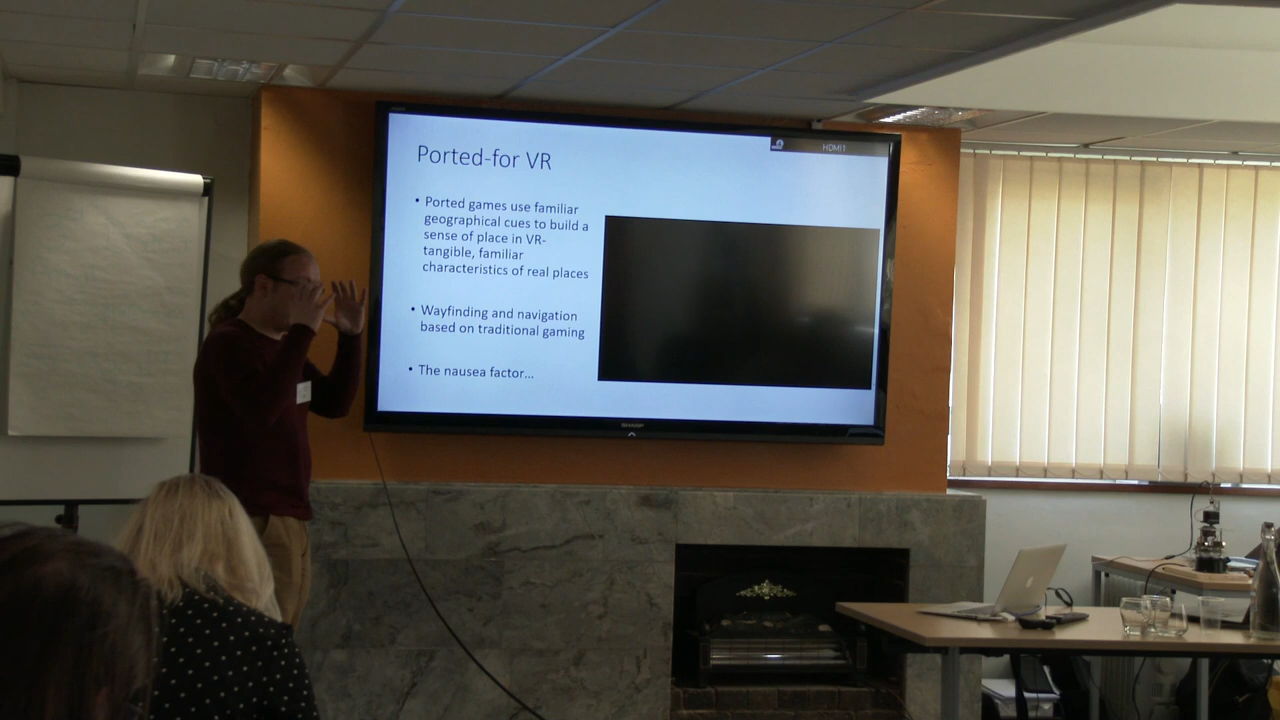 HDMI1
Ported-for VR
• Ported games use familiar
geographical cues to build a
sense of place in VR-
tangible, familiar
characteristics of real places
• Wayfinding and navigation
based on traditional gaming
• The nausea factor...
SHARP